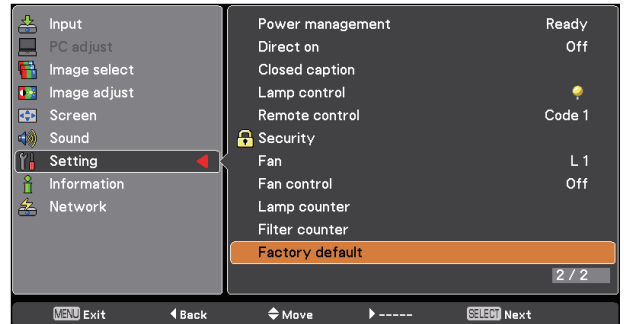 Input
PC adjust
Image select
Image adjust
Screen
Sound
Setting
Information
Network
Power management Ready
Direct on Off
Closed caption
Lamp control
Remote control Code 1
Security
Fan L 1
Fan control Off
Lamp counter
Filter counter
Factory default
2 / 2
MENU Exit Back Move ----- SELECT Next